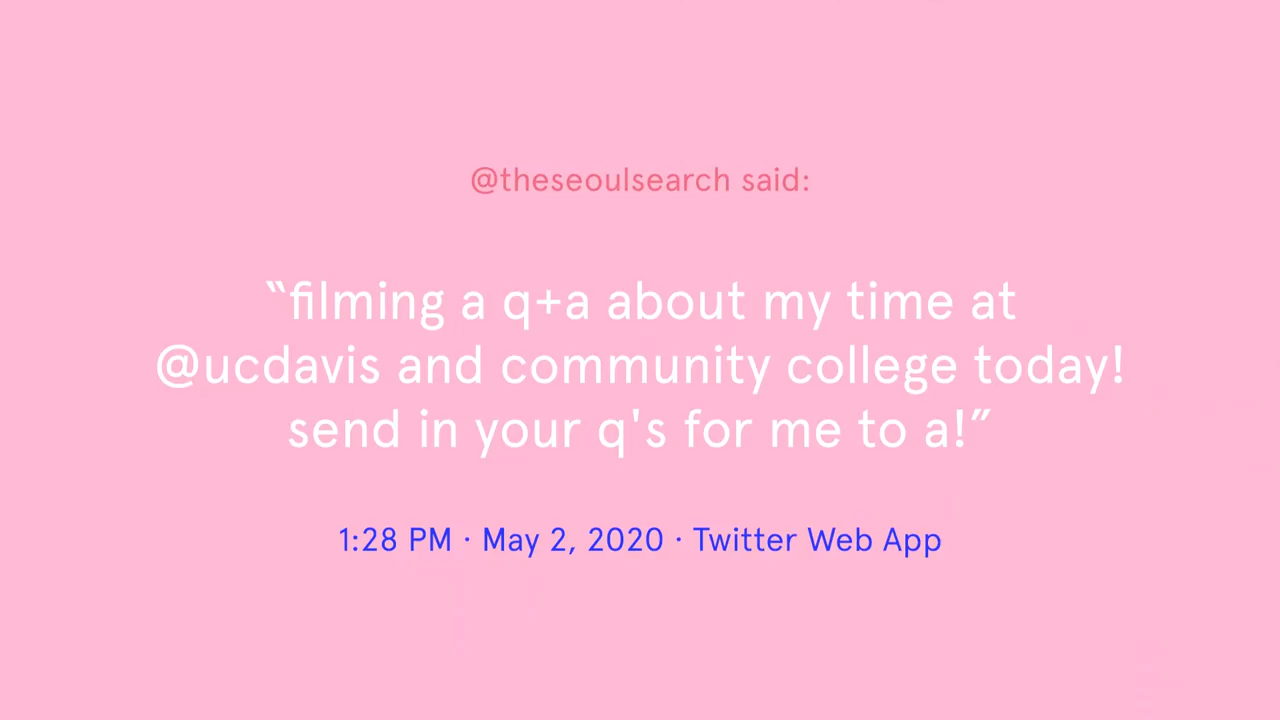 @theseoulsearch said:
“filming a q+a about my time at
@ucdavis and community college today!
send in your q's for me to a!”
1:28 PM · May 2, 2020 · Twitter Web App